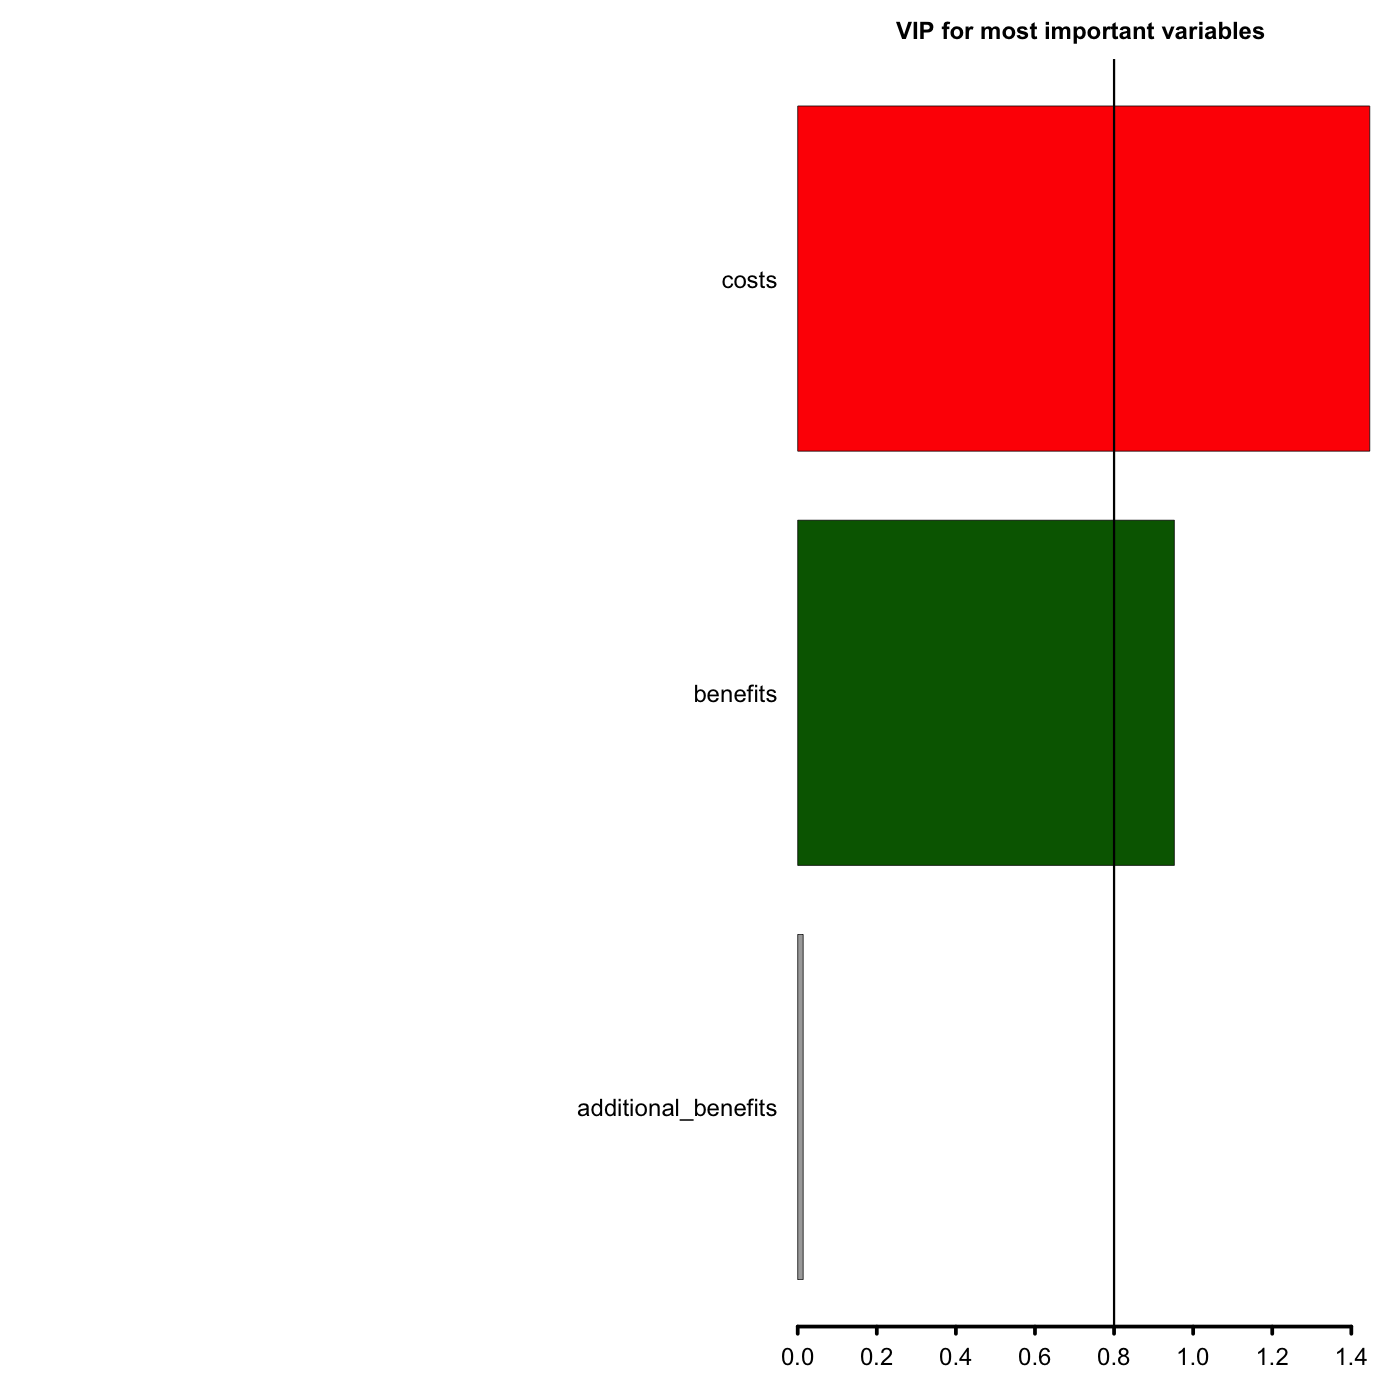 VIP for most important variables
costs
benefits
additional_benefits
0.0 0.2 0.4 0.6 0.8 1.0 1.2 1.4